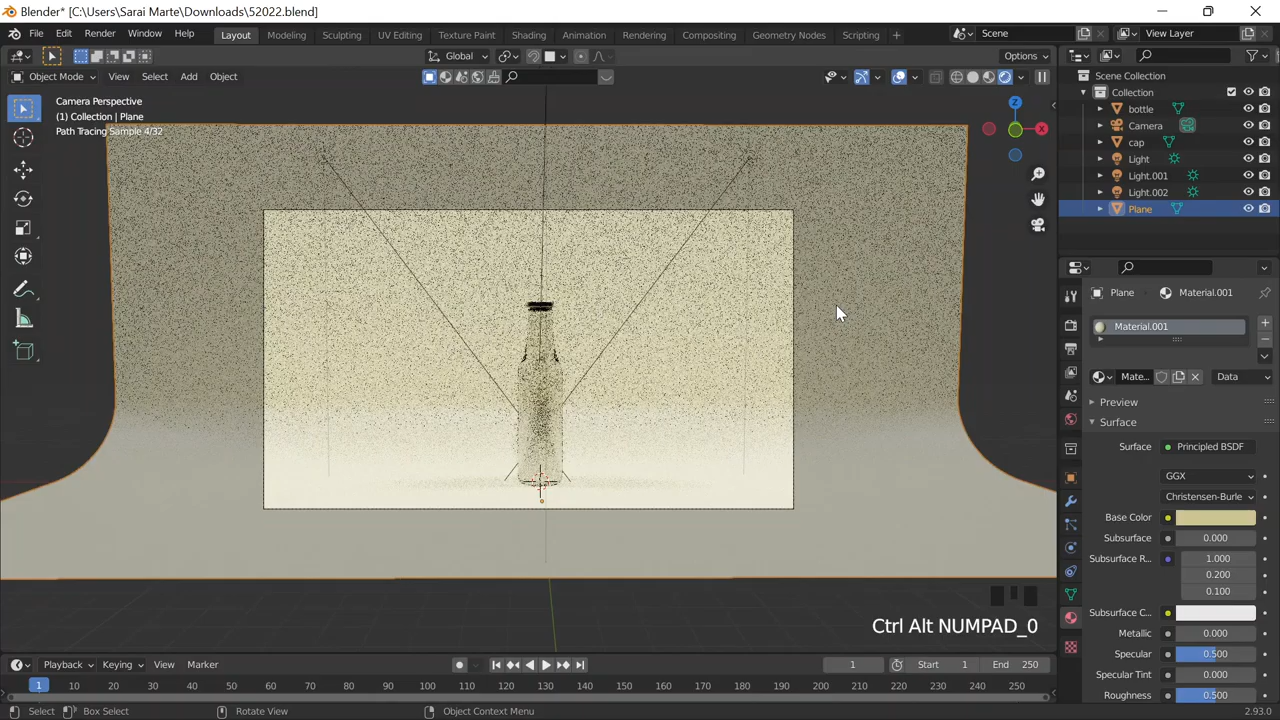 Blender* [C:\Users\Sarai Marte\Downloads\52022.blend]
File Edit Render Window Help Layout Modeling Sculpting UV Editing Texture Paint Shading Animation Rendering Compositing Geometry Nodes Scripting + Scene View Layer
Global Options
Object Mode View Select Add Object
Scene Collection
Collection
Camera Perspective
(1) Collection | Plane
Path Tracing Sample 4/32
Z
X
bottle
Camera
cap
Light
Light.001
Light.002
Plane
Plane Material.001
Material.001
Mate... Data
Preview
Surface
Surface Principled BSDF
GGX
Christensen-Burle
Base Color
Subsurface 0.000
Subsurface R... 1.000
0.200
0.100
Subsurface C...
Metallic 0.000
Specular 0.500
Specular Tint 0.000
Roughness 0.500
Ctrl Alt NUMPAD_0
Playback Keying View Marker 1 Start 1 End 250
1 10 20 30 40 50 60 70 80 90 100 110 120 130 140 150 160 170 180 190 200 210 220 230 240 250
Select Box Select Rotate View Object Context Menu 2.93.0